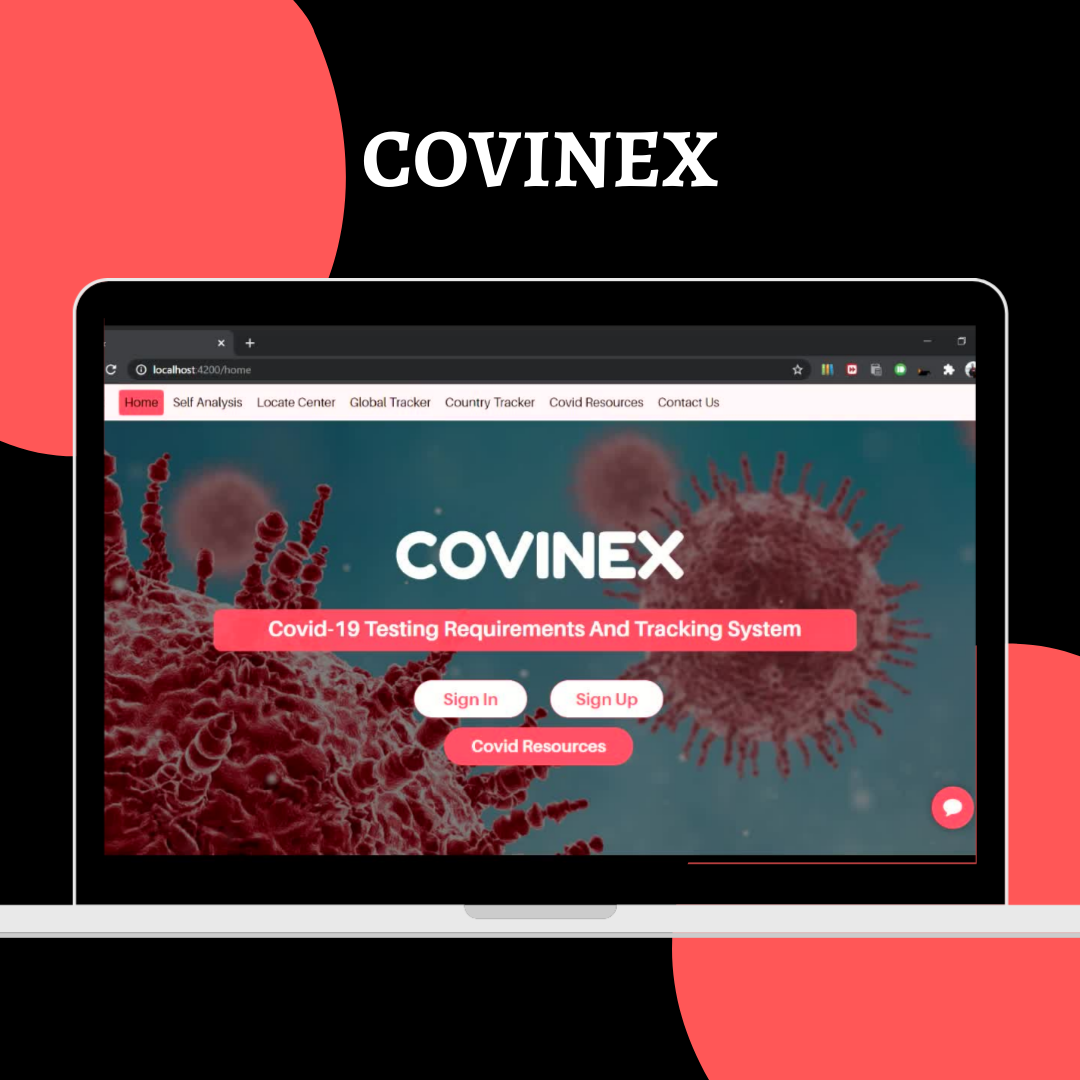 COVINEX
localhost:4200/home
Home Self Analysis Locate Center Global Tracker Country Tracker Covid Resources Contact Us
COVINEX
Covid-19 Testing Requirements And Tracking System
Sign In Sign Up
Covid Resources